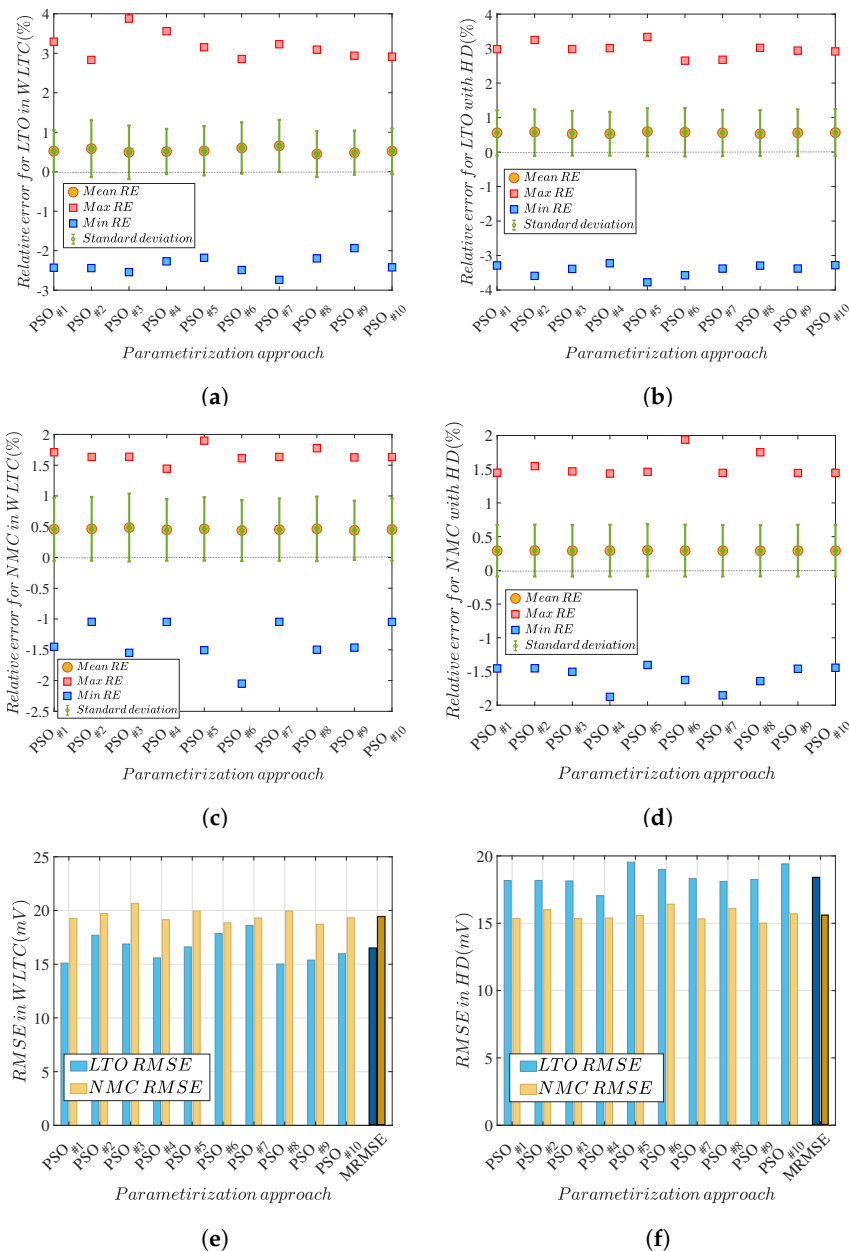 Relative error for LTO in WLTC(%)
4
3
2
1
0
-1
-2
-3
Mean RE
Max RE
Min RE
Standard deviation
PSO #1
PSO #2
PSO #3
PSO #4
PSO #5
PSO #6
PSO #7
PSO #8
PSO #9
PSO #10
Parametirization approach
(a)
Relative error for LTO with HD(%)
4
3
2
1
0
-1
-2
-3
-4
Mean RE
Max RE
Min RE
Standard deviation
PSO #1
PSO #2
PSO #3
PSO #4
PSO #5
PSO #6
PSO #7
PSO #8
PSO #9
PSO #10
Parametirization approach
(b)
Relative error for NMC in WLTC(%)
2
1.5
1
0.5
0
-0.5
-1
-1.5
-2
-2.5
Mean RE
Max RE
Min RE
Standard deviation
PSO #1
PSO #2
PSO #3
PSO #4
PSO #5
PSO #6
PSO #7
PSO #8
PSO #9
PSO #10
Parametirization approach
(c)
Relative error for NMC with HD(%)
2
1.5
1
0.5
0
-0.5
-1
-1.5
-2
Mean RE
Max RE
Min RE
Standard deviation
PSO #1
PSO #2
PSO #3
PSO #4
PSO #5
PSO #6
PSO #7
PSO #8
PSO #9
PSO #10
Parametirization approach
(d)
RMSE in WLTC(mV)
25
20
15
10
5
0
LTO RMSE
NMC RMSE
PSO #1
PSO #2
PSO #3
PSO #4
PSO #5
PSO #6
PSO #7
PSO #8
PSO #9
PSO #10
MRMSE
Parametirization approach
(e)
RMSE in HD(mV)
20
15
10
5
0
LTO RMSE
NMC RMSE
PSO #1
PSO #2
PSO #3
PSO #4
PSO #5
PSO #6
PSO #7
PSO #8
PSO #9
PSO #10
MRMSE
Parametirization approach
(f)